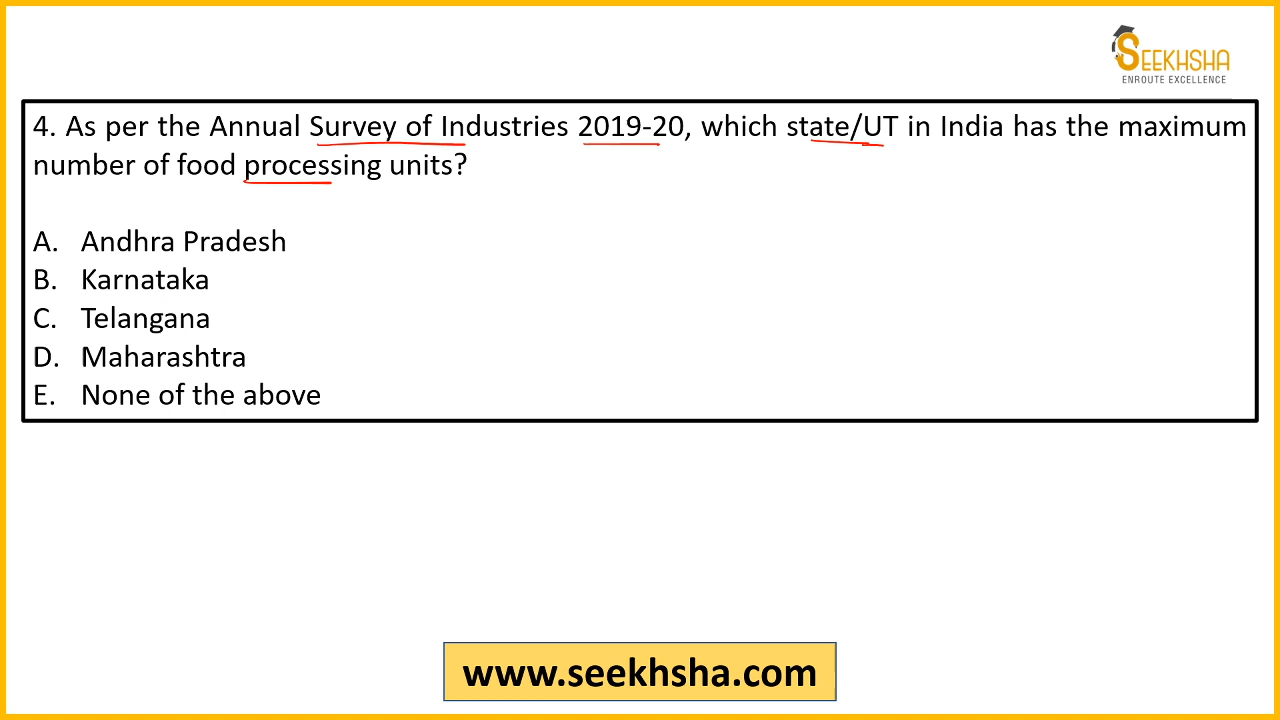 SEEKHSHA
ENROUTE EXCELLENCE
4. As per the Annual Survey of Industries 2019-20, which state/UT in India has the maximum
number of food processing units?
A. Andhra Pradesh
B. Karnataka
C. Telangana
D. Maharashtra
E. None of the above
www.seekhsha.com